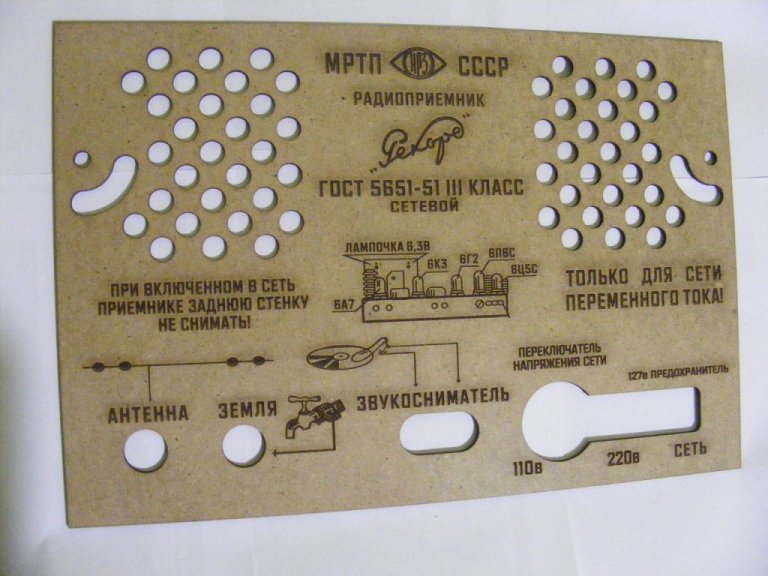 МРТП ИРЗ СССР
РАДИОПРИЕМНИК
„Рекорд"
ГОСТ 5651-51 III КЛАСС
СЕТЕВОЙ
ЛАМПОЧКА 6,3В
6К3 6Г2 6П6С 6Ц5С
6А7
ПРИ ВКЛЮЧЕННОМ В СЕТЬ
ПРИЕМНИКЕ ЗАДНЮЮ СТЕНКУ
НЕ СНИМАТЬ!
ТОЛЬКО ДЛЯ СЕТИ
ПЕРЕМЕННОГО ТОКА!
АНТЕННА
ЗЕМЛЯ
ЗВУКОСНИМАТЕЛЬ
ПЕРЕКЛЮЧАТЕЛЬ
НАПРЯЖЕНИЯ СЕТИ
127в ПРЕДОХРАНИТЕЛЬ
110в
220в
СЕТЬ